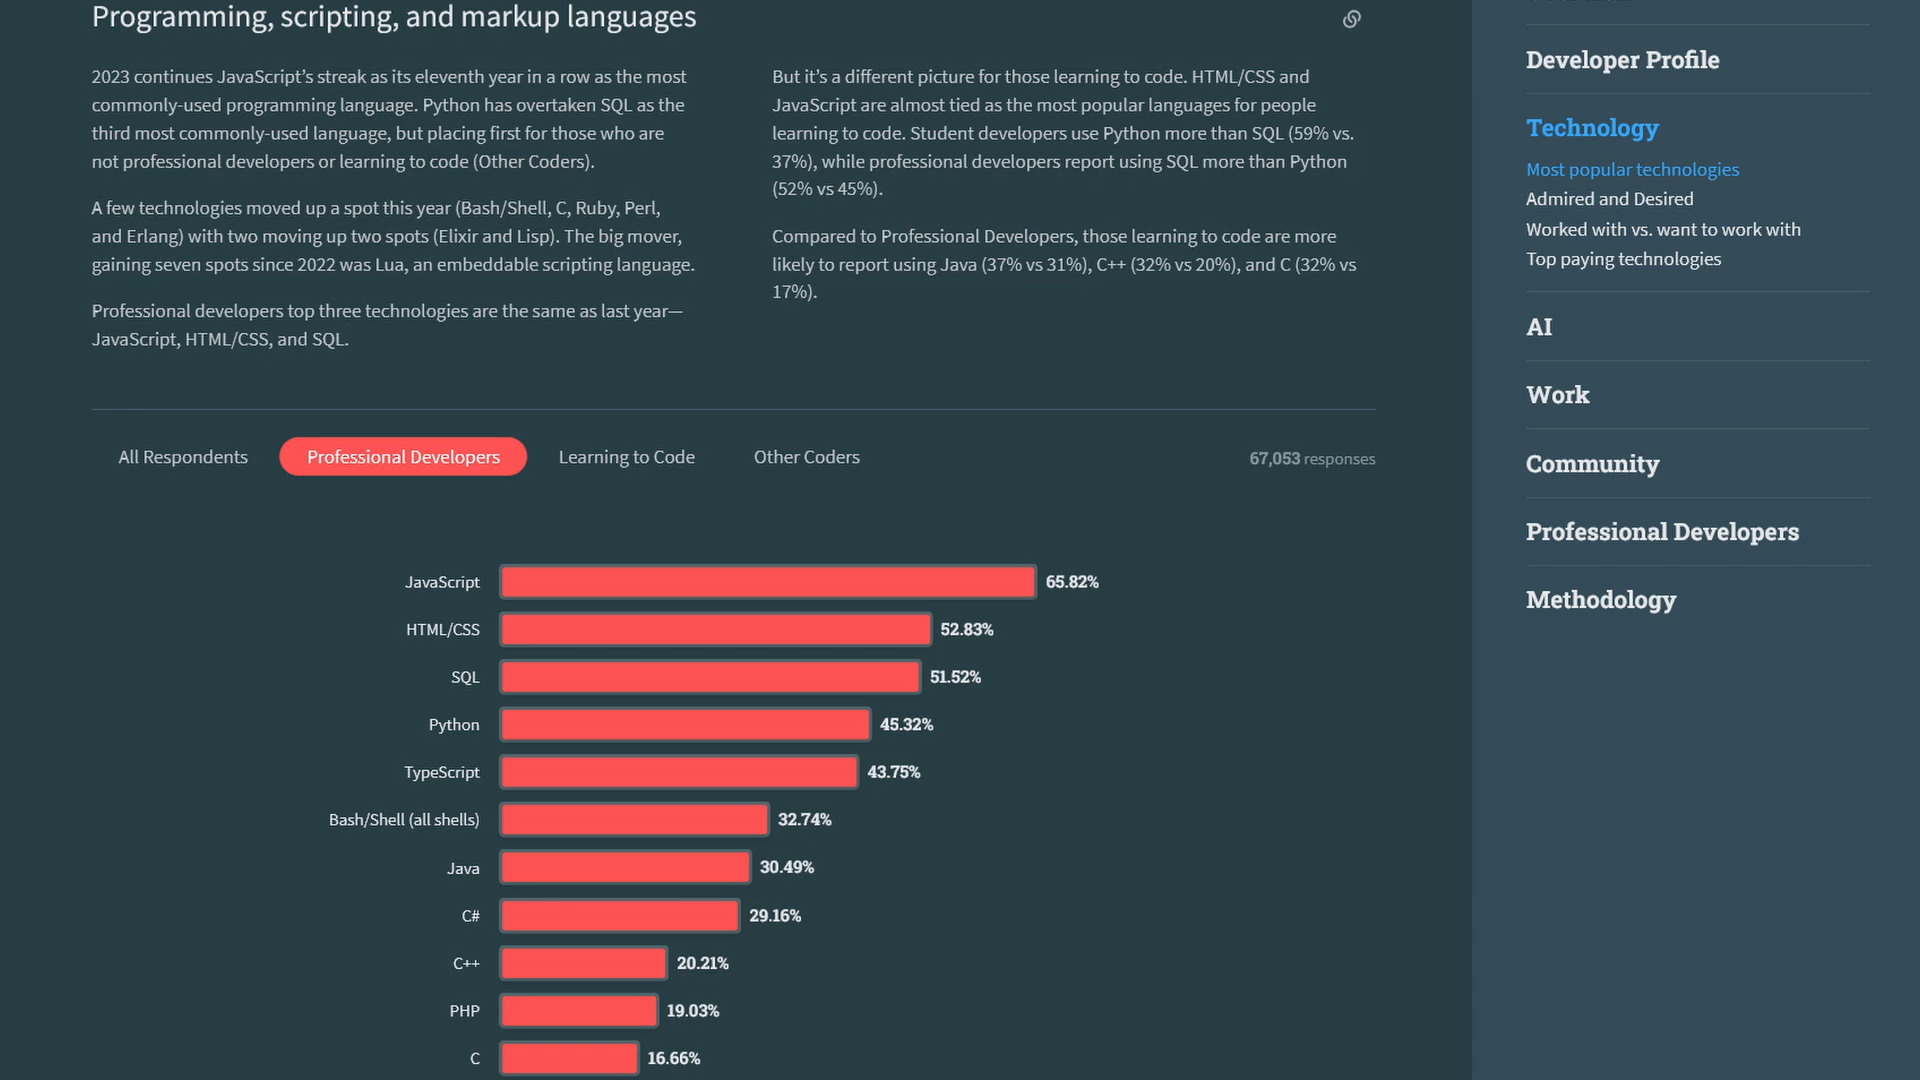 Programming, scripting, and markup languages
2023 continues JavaScript's streak as its eleventh year in a row as the most
commonly-used programming language. Python has overtaken SQL as the
third most commonly-used language, but placing first for those who are
not professional developers or learning to code (Other Coders).
A few technologies moved up a spot this year (Bash/Shell, C, Ruby, Perl,
and Erlang) with two moving up two spots (Elixir and Lisp). The big mover,
gaining seven spots since 2022 was Lua, an embeddable scripting language.
Professional developers top three technologies are the same as last year—
JavaScript, HTML/CSS, and SQL.
But it's a different picture for those learning to code. HTML/CSS and
JavaScript are almost tied as the most popular languages for people
learning to code. Student developers use Python more than SQL (59% vs.
37%), while professional developers report using SQL more than Python
(52% vs 45%).
Compared to Professional Developers, those learning to code are more
likely to report using Java (37% vs 31%), C++ (32% vs 20%), and C (32% vs
17%).
All Respondents Professional Developers Learning to Code Other Coders 67,053 responses
JavaScript 65.82%
HTML/CSS 52.83%
SQL 51.52%
Python 45.32%
TypeScript 43.75%
Bash/Shell (all shells) 32.74%
Java 30.49%
C# 29.16%
C++ 20.21%
PHP 19.03%
C 16.66%
Developer Profile
Technology
Most popular technologies
Admired and Desired
Worked with vs. want to work with
Top paying technologies
AI
Work
Community
Professional Developers
Methodology